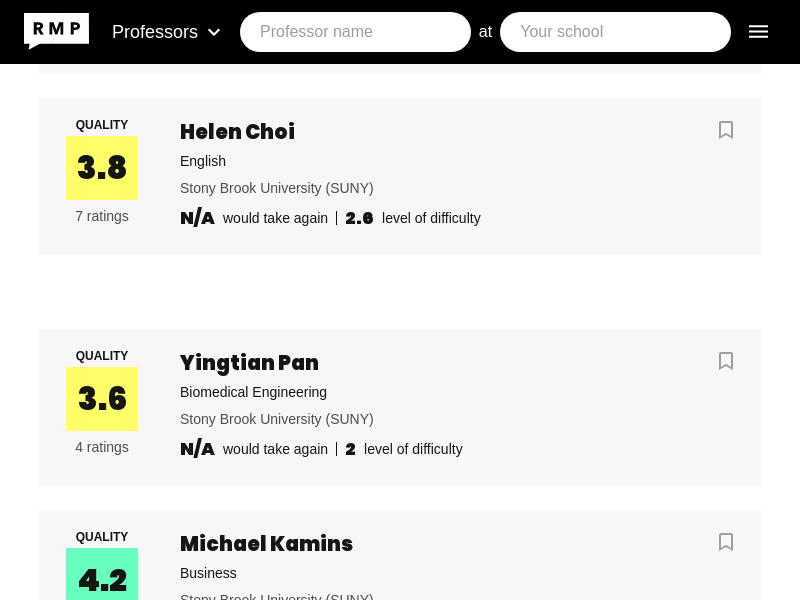 RMP Professors Professor name at Your school
QUALITY
3.8
7 ratings
Helen Choi
English
Stony Brook University (SUNY)
N/A would take again | 2.6 level of difficulty
QUALITY
3.6
4 ratings
Yingtian Pan
Biomedical Engineering
Stony Brook University (SUNY)
N/A would take again | 2 level of difficulty
QUALITY
4.2
Michael Kamins
Business
Stony Brook University (SUNY)